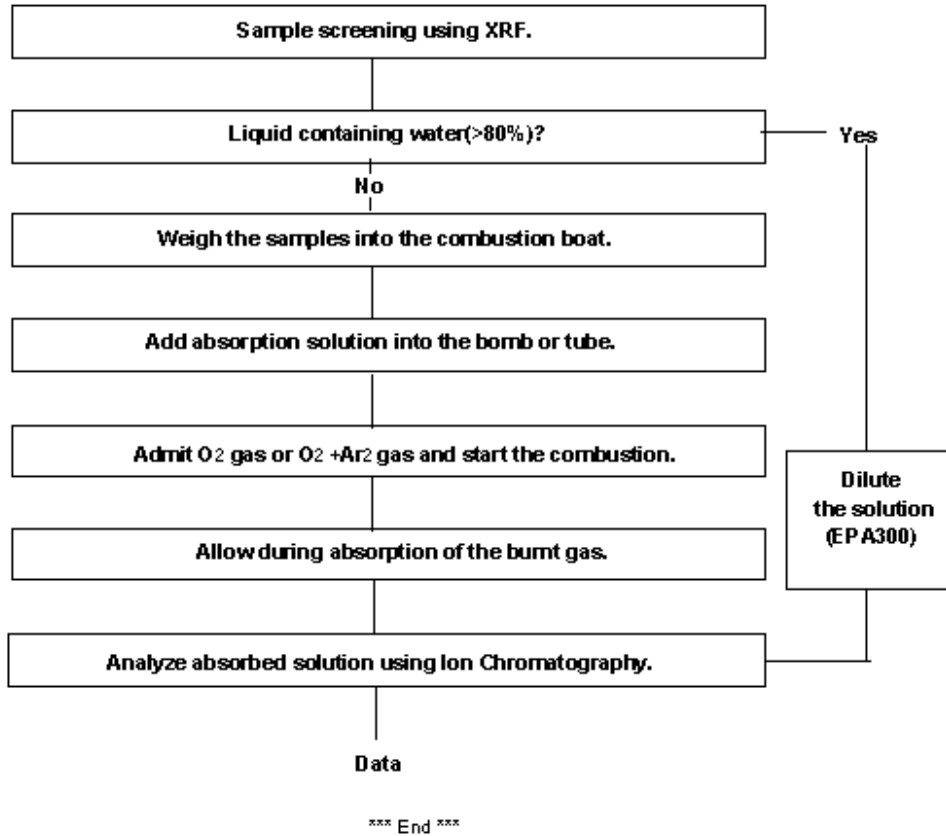 Sample screening using XRF.
Liquid containing water(>80%)?
Yes
No
Weigh the samples into the combustion boat.
Add absorption solution into the bomb or tube.
Admit O2 gas or O2 +Ar2 gas and start the combustion.
Dilute
the solution
(EPA300)
Allow during absorption of the burnt gas.
Analyze absorbed solution using Ion Chromatography.
Data
*** End ***